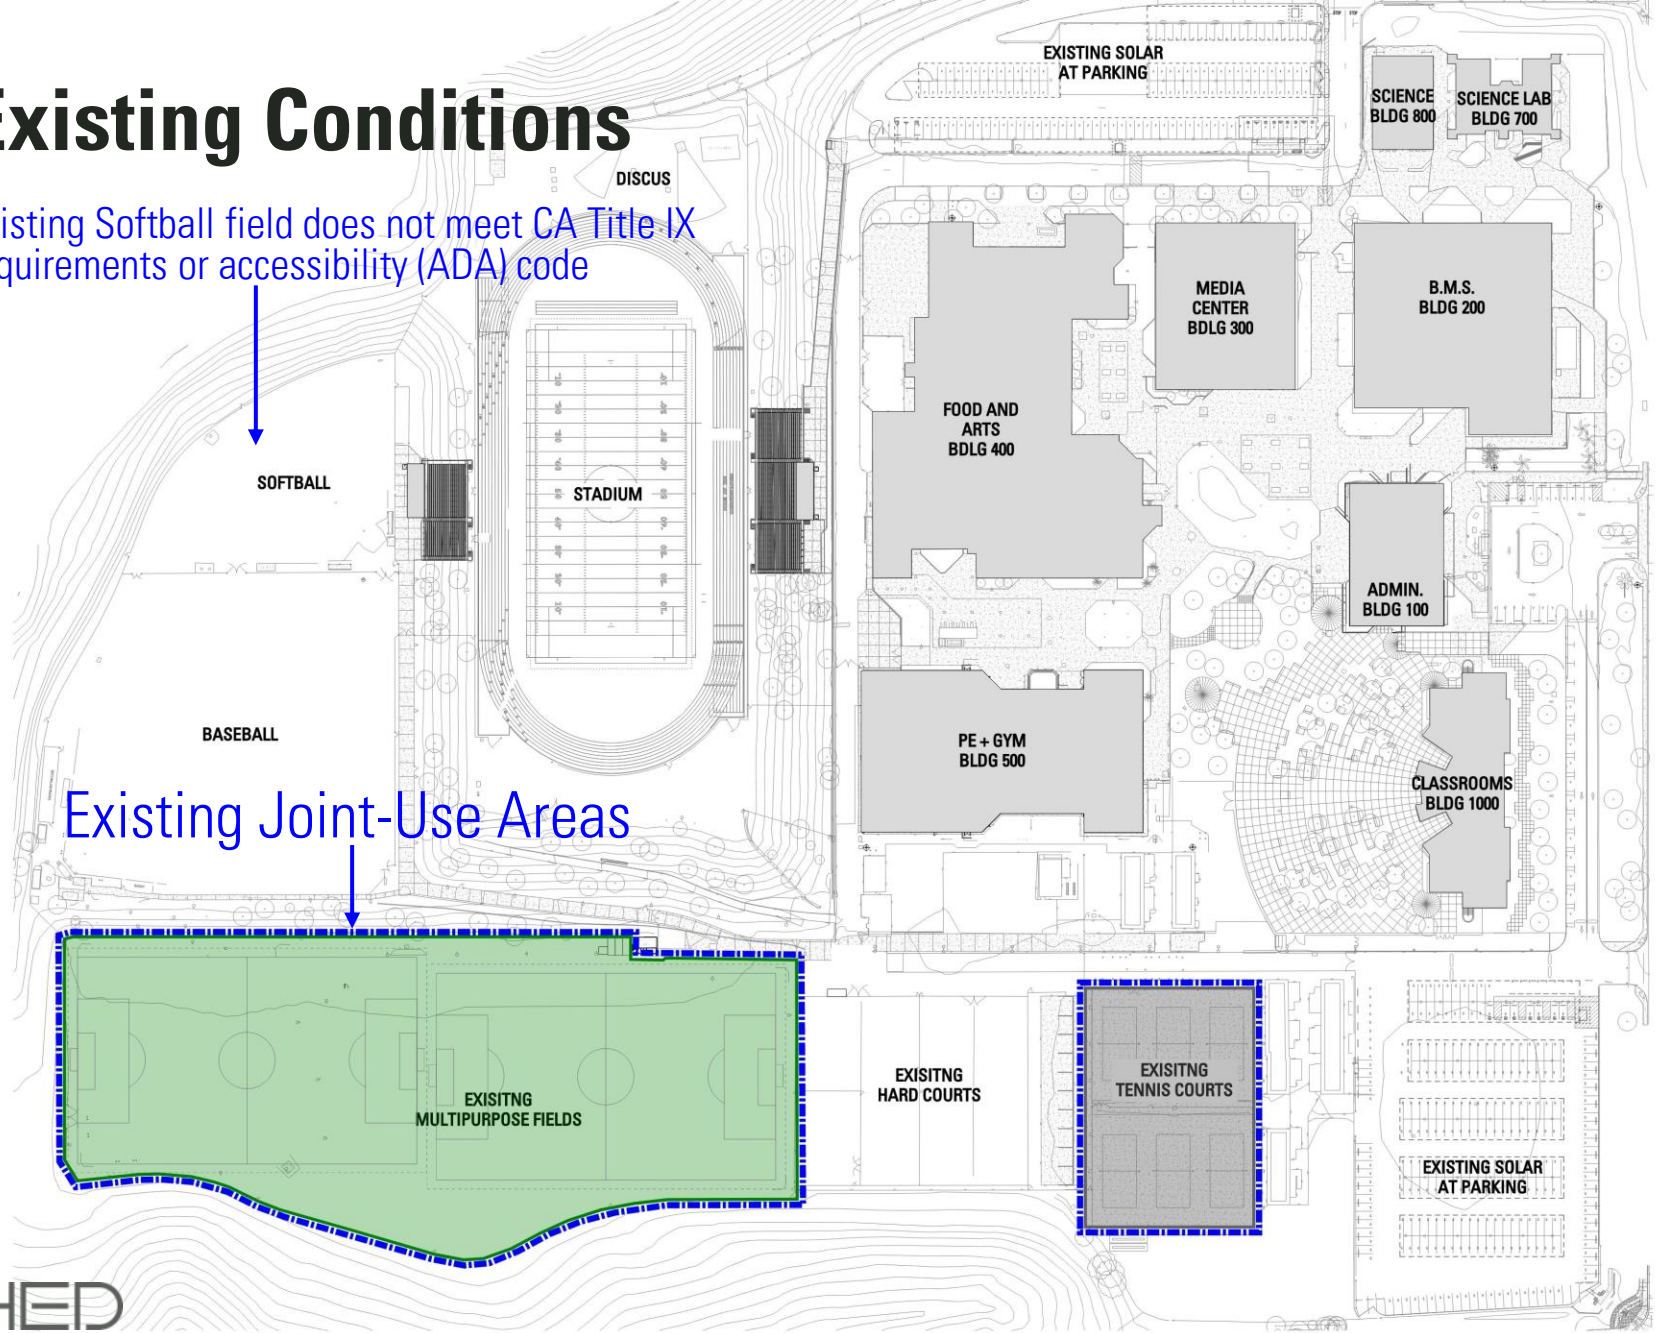 Existing Conditions
isting Softball field does not meet CA Title IX
quirements or accessibility (ADA) code
EXISTING SOLAR
AT PARKING
SCIENCE
BLDG 800
SCIENCE LAB
BLDG 700
DISCUS
MEDIA
CENTER
BDLG 300
B.M.S.
BLDG 200
FOOD AND
ARTS
BDLG 400
SOFTBALL
STADIUM
ADMIN.
BLDG 100
BASEBALL
PE + GYM
BLDG 500
CLASSROOMS
BLDG 1000
Existing Joint-Use Areas
EXISITNG
MULTIPURPOSE FIELDS
EXISITNG
HARD COURTS
EXISITNG
TENNIS COURTS
EXISTING SOLAR
AT PARKING
HED